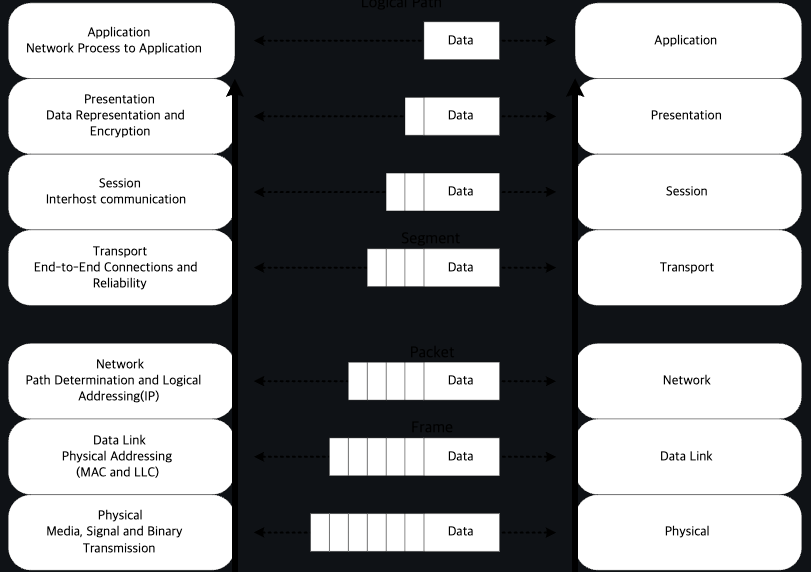 Logical Path
Application
Network Process to Application
Data
Application
Presentation
Data Representation and
Encryption
Data
Presentation
Session
Interhost communication
Data
Session
Segment
Transport
End-to-End Connections and
Reliability
Data
Transport
Packet
Network
Path Determination and Logical
Addressing(IP)
Data
Network
Frame
Data Link
Physical Addressing
(MAC and LLC)
Data
Data Link
Physical
Media, Signal and Binary
Transmission
Data
Physical